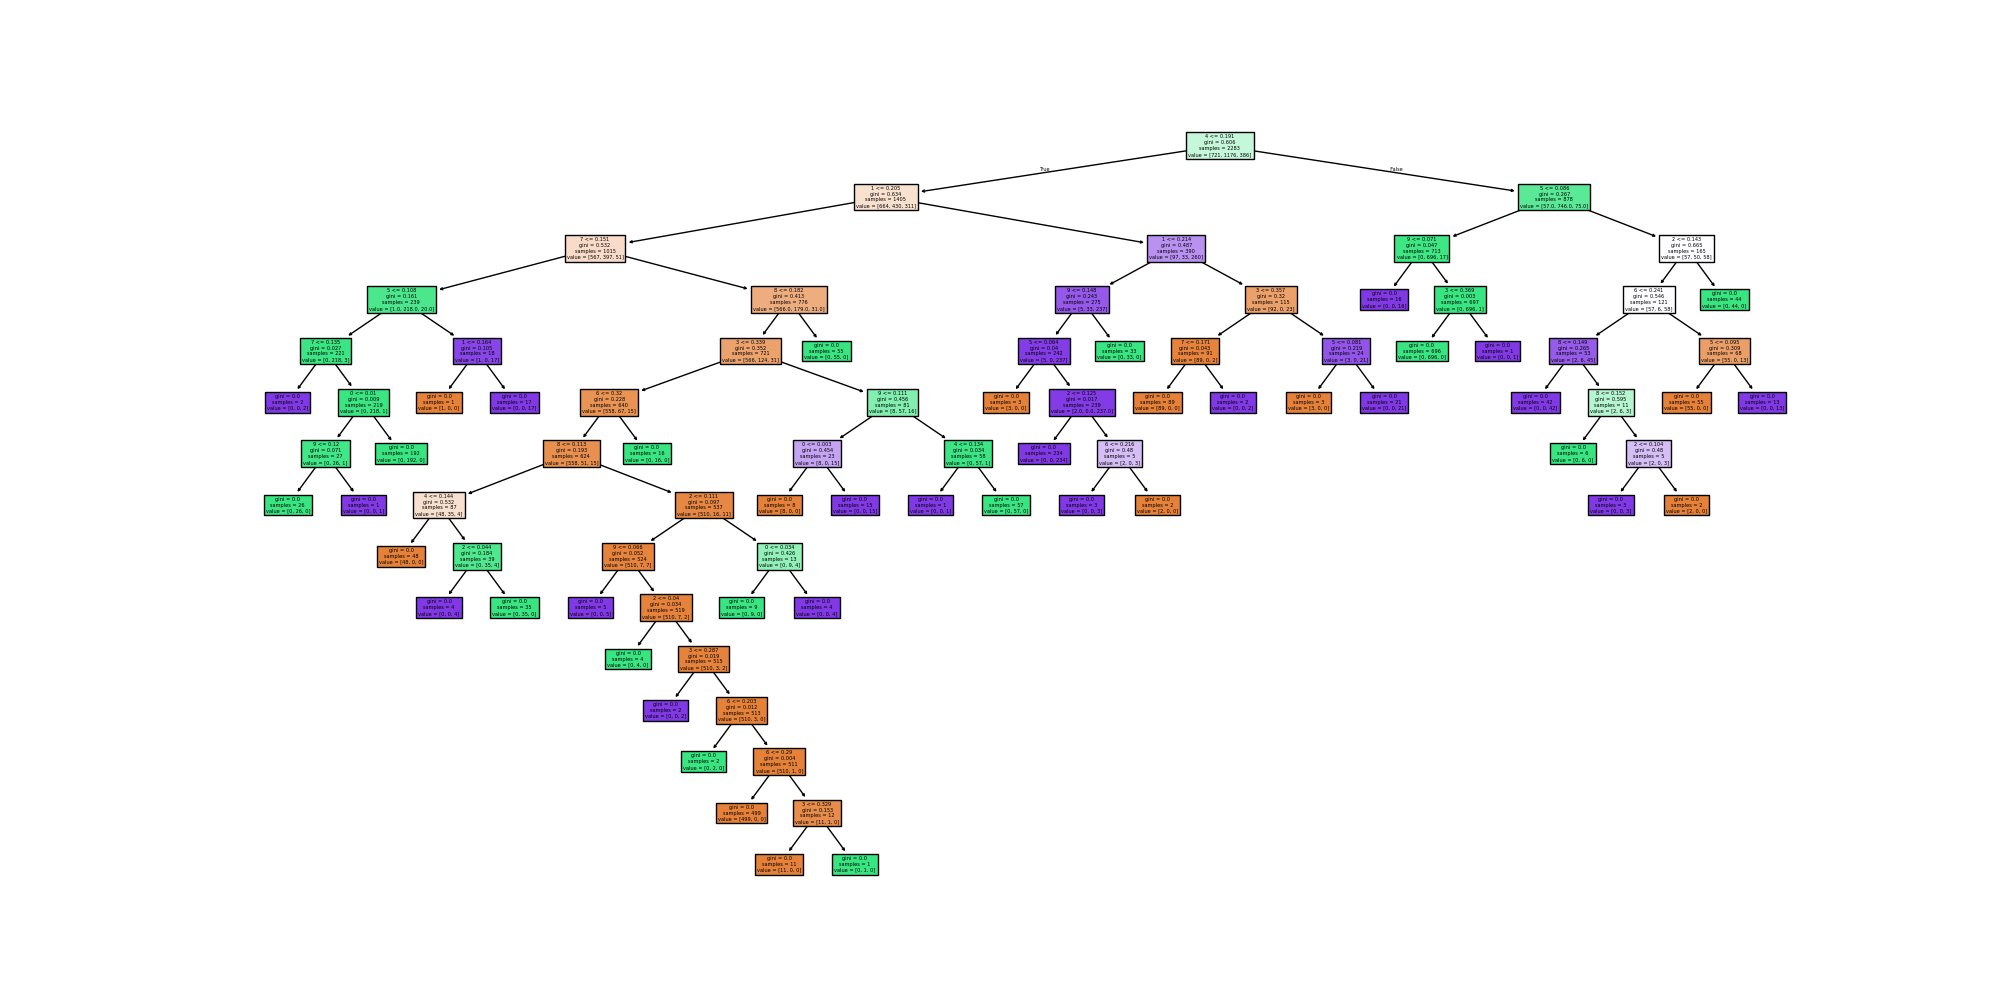 4 <= 0.191
gini = 0.606
samples = 2283
value = [721, 1176, 386]
True
False
1 <= 0.205
gini = 0.634
samples = 1405
value = [664, 430, 311]
5 <= 0.086
gini = 0.267
samples = 878
value = [57.0, 746.0, 75.0]
7 <= 0.151
gini = 0.532
samples = 1015
value = [567, 397, 51]
1 <= 0.214
gini = 0.487
samples = 390
value = [97, 33, 260]
9 <= 0.071
gini = 0.047
samples = 713
value = [0, 696, 17]
2 <= 0.143
gini = 0.665
samples = 165
value = [57, 50, 58]
5 <= 0.108
gini = 0.161
samples = 239
value = [1.0, 218.0, 20.0]
8 <= 0.182
gini = 0.413
samples = 776
value = [566.0, 179.0, 31.0]
9 <= 0.148
gini = 0.243
samples = 275
value = [5, 33, 237]
3 <= 0.357
gini = 0.32
samples = 115
value = [92, 0, 23]
gini = 0.0
samples = 16
value = [0, 0, 16]
3 <= 0.369
gini = 0.003
samples = 697
value = [0, 696, 1]
6 <= 0.241
gini = 0.546
samples = 121
value = [57, 6, 58]
gini = 0.0
samples = 44
value = [0, 44, 0]
7 <= 0.135
gini = 0.027
samples = 221
value = [0, 218, 3]
1 <= 0.164
gini = 0.105
samples = 18
value = [1, 0, 17]
3 <= 0.339
gini = 0.352
samples = 721
value = [566, 124, 31]
gini = 0.0
samples = 55
value = [0, 55, 0]
5 <= 0.064
gini = 0.04
samples = 242
value = [5, 0, 237]
gini = 0.0
samples = 33
value = [0, 33, 0]
7 <= 0.171
gini = 0.043
samples = 91
value = [89, 0, 2]
5 <= 0.081
gini = 0.219
samples = 24
value = [3, 0, 21]
gini = 0.0
samples = 696
value = [0, 696, 0]
gini = 0.0
samples = 1
value = [0, 0, 1]
8 <= 0.149
gini = 0.265
samples = 53
value = [2, 6, 45]
5 <= 0.095
gini = 0.309
samples = 68
value = [55, 0, 13]
gini = 0.0
samples = 2
value = [0, 0, 2]
0 <= 0.01
gini = 0.009
samples = 219
value = [0, 218, 1]
gini = 0.0
samples = 1
value = [1, 0, 0]
gini = 0.0
samples = 17
value = [0, 0, 17]
6 <= 0.32
gini = 0.228
samples = 640
value = [558, 67, 15]
9 <= 0.111
gini = 0.456
samples = 81
value = [8, 57, 16]
gini = 0.0
samples = 3
value = [3, 0, 0]
2 <= 0.125
gini = 0.017
samples = 239
value = [2.0, 0.0, 237.0]
gini = 0.0
samples = 89
value = [89, 0, 0]
gini = 0.0
samples = 2
value = [0, 0, 2]
gini = 0.0
samples = 3
value = [3, 0, 0]
gini = 0.0
samples = 21
value = [0, 0, 21]
gini = 0.0
samples = 42
value = [0, 0, 42]
8 <= 0.152
gini = 0.595
samples = 11
value = [2, 6, 3]
gini = 0.0
samples = 55
value = [55, 0, 0]
gini = 0.0
samples = 13
value = [0, 0, 13]
9 <= 0.12
gini = 0.071
samples = 27
value = [0, 26, 1]
gini = 0.0
samples = 192
value = [0, 192, 0]
8 <= 0.113
gini = 0.193
samples = 624
value = [558, 51, 15]
gini = 0.0
samples = 16
value = [0, 16, 0]
0 <= 0.003
gini = 0.454
samples = 23
value = [8, 0, 15]
4 <= 0.134
gini = 0.034
samples = 58
value = [0, 57, 1]
gini = 0.0
samples = 234
value = [0, 0, 234]
6 <= 0.216
gini = 0.48
samples = 5
value = [2, 0, 3]
gini = 0.0
samples = 6
value = [0, 6, 0]
2 <= 0.104
gini = 0.48
samples = 5
value = [2, 0, 3]
gini = 0.0
samples = 26
value = [0, 26, 0]
gini = 0.0
samples = 1
value = [0, 0, 1]
4 <= 0.144
gini = 0.532
samples = 87
value = [48, 35, 4]
2 <= 0.111
gini = 0.097
samples = 537
value = [510, 16, 11]
gini = 0.0
samples = 8
value = [8, 0, 0]
gini = 0.0
samples = 15
value = [0, 0, 15]
gini = 0.0
samples = 1
value = [0, 0, 1]
gini = 0.0
samples = 57
value = [0, 57, 0]
gini = 0.0
samples = 3
value = [0, 0, 3]
gini = 0.0
samples = 2
value = [2, 0, 0]
gini = 0.0
samples = 3
value = [0, 0, 3]
gini = 0.0
samples = 2
value = [2, 0, 0]
gini = 0.0
samples = 48
value = [48, 0, 0]
2 <= 0.044
gini = 0.184
samples = 39
value = [0, 35, 4]
9 <= 0.066
gini = 0.052
samples = 524
value = [510, 7, 7]
0 <= 0.034
gini = 0.426
samples = 13
value = [0, 9, 4]
gini = 0.0
samples = 4
value = [0, 0, 4]
gini = 0.0
samples = 35
value = [0, 35, 0]
gini = 0.0
samples = 5
value = [0, 0, 5]
2 <= 0.04
gini = 0.034
samples = 519
value = [510, 7, 2]
gini = 0.0
samples = 9
value = [0, 9, 0]
gini = 0.0
samples = 4
value = [0, 0, 4]
gini = 0.0
samples = 4
value = [0, 4, 0]
3 <= 0.287
gini = 0.019
samples = 515
value = [510, 3, 2]
gini = 0.0
samples = 2
value = [0, 0, 2]
6 <= 0.203
gini = 0.012
samples = 513
value = [510, 3, 0]
gini = 0.0
samples = 2
value = [0, 2, 0]
6 <= 0.29
gini = 0.004
samples = 511
value = [510, 1, 0]
gini = 0.0
samples = 499
value = [499, 0, 0]
3 <= 0.329
gini = 0.153
samples = 12
value = [11, 1, 0]
gini = 0.0
samples = 11
value = [11, 0, 0]
gini = 0.0
samples = 1
value = [0, 1, 0]